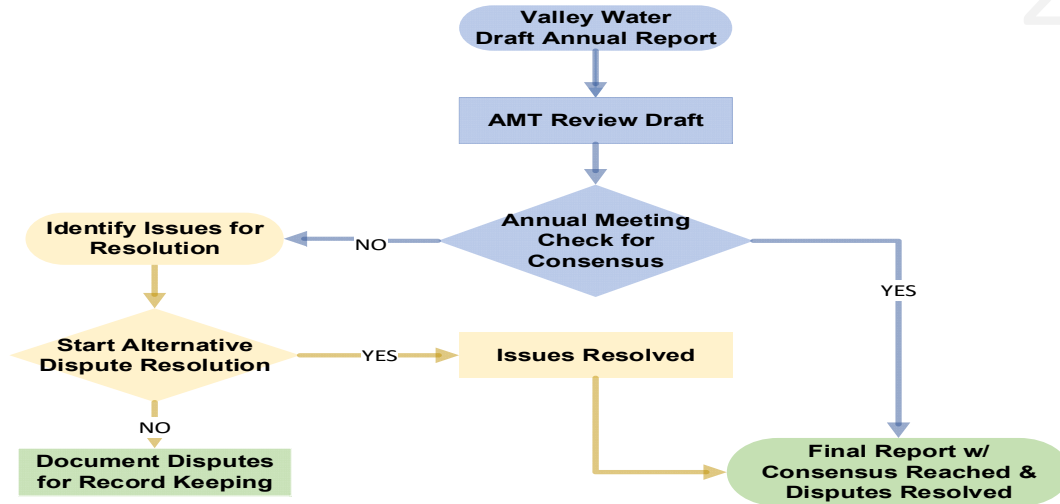 Valley Water
Draft Annual Report
AMT Review Draft
Annual Meeting
Check for
Consensus
NO
YES
Identify Issues for
Resolution
Start Alternative
Dispute Resolution
YES
Issues Resolved
NO
Document Disputes
for Record Keeping
Final Report w/
Consensus Reached &
Disputes Resolved